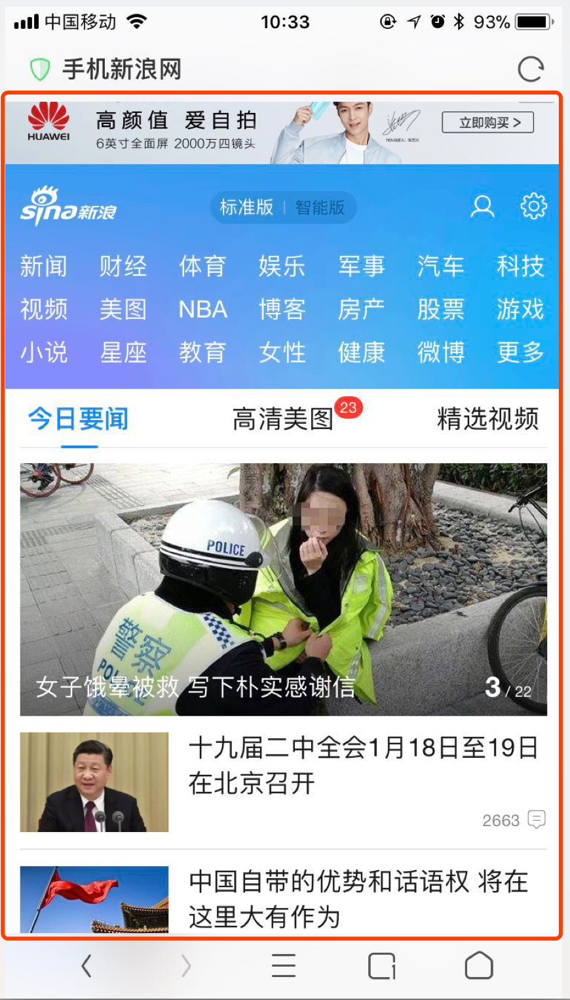 中国移动 10:33 93%
手机新浪网
HUAWEI
高颜值 爱自拍
6英寸全面屏 2000万四镜头
立即购买 >
sina新浪
标准版 | 智能版
新闻 财经 体育 娱乐 军事 汽车 科技
视频 美图 NBA 博客 房产 股票 游戏
小说 星座 教育 女性 健康 微博 更多
今日要闻 高清美图 23 精选视频
POLICE
警察
女子饿晕被救 写下朴实感谢信 3 / 22
十九届二中全会1月18日至19日
在北京召开
2663
中国自带的优势和话语权 将在
这里大有作为
1